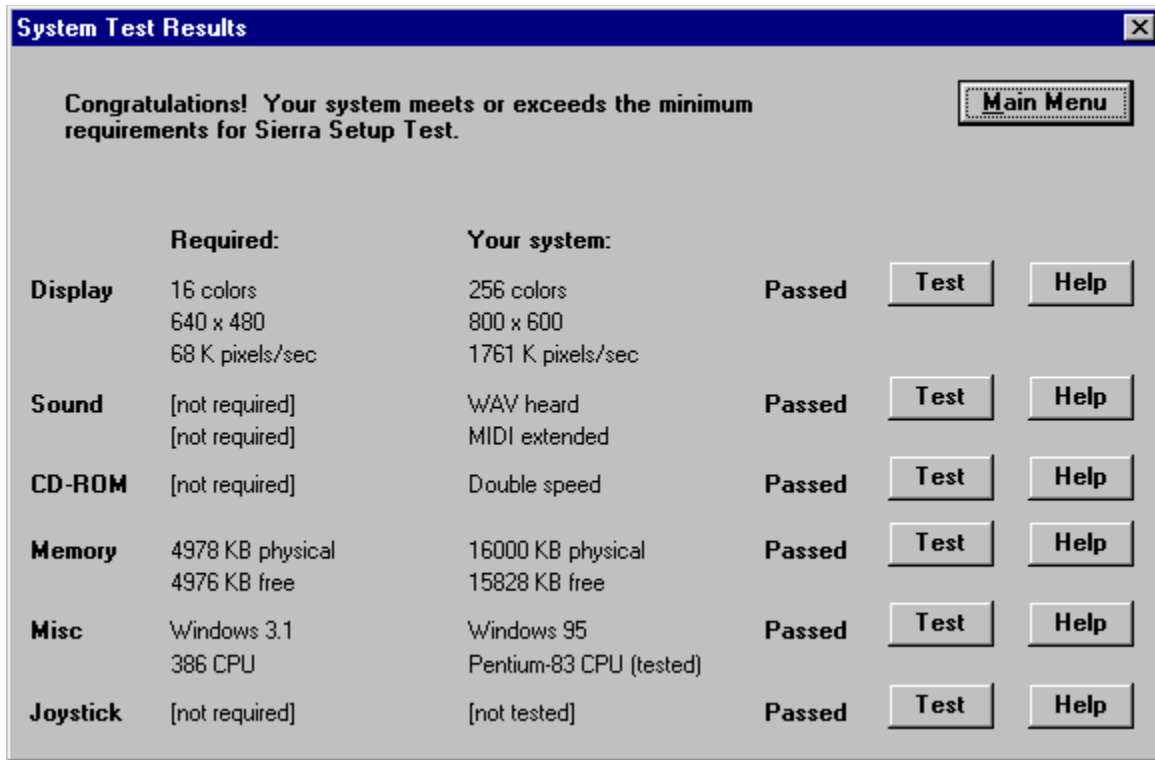 System Test Results
Congratulations! Your system meets or exceeds the minimum
requirements for Sierra Setup Test.
Main Menu
Required: Your system:
Display 16 colors 256 colors Passed Test Help
640 x 480 800 x 600
68 K pixels/sec 1761 K pixels/sec
Sound [not required] WAV heard Passed Test Help
[not required] MIDI extended
CD-ROM [not required] Double speed Passed Test Help
Memory 4978 KB physical 16000 KB physical Passed Test Help
4976 KB free 15828 KB free
Misc Windows 3.1 Windows 95 Passed Test Help
386 CPU Pentium-83 CPU (tested)
Joystick [not required] [not tested] Passed Test Help